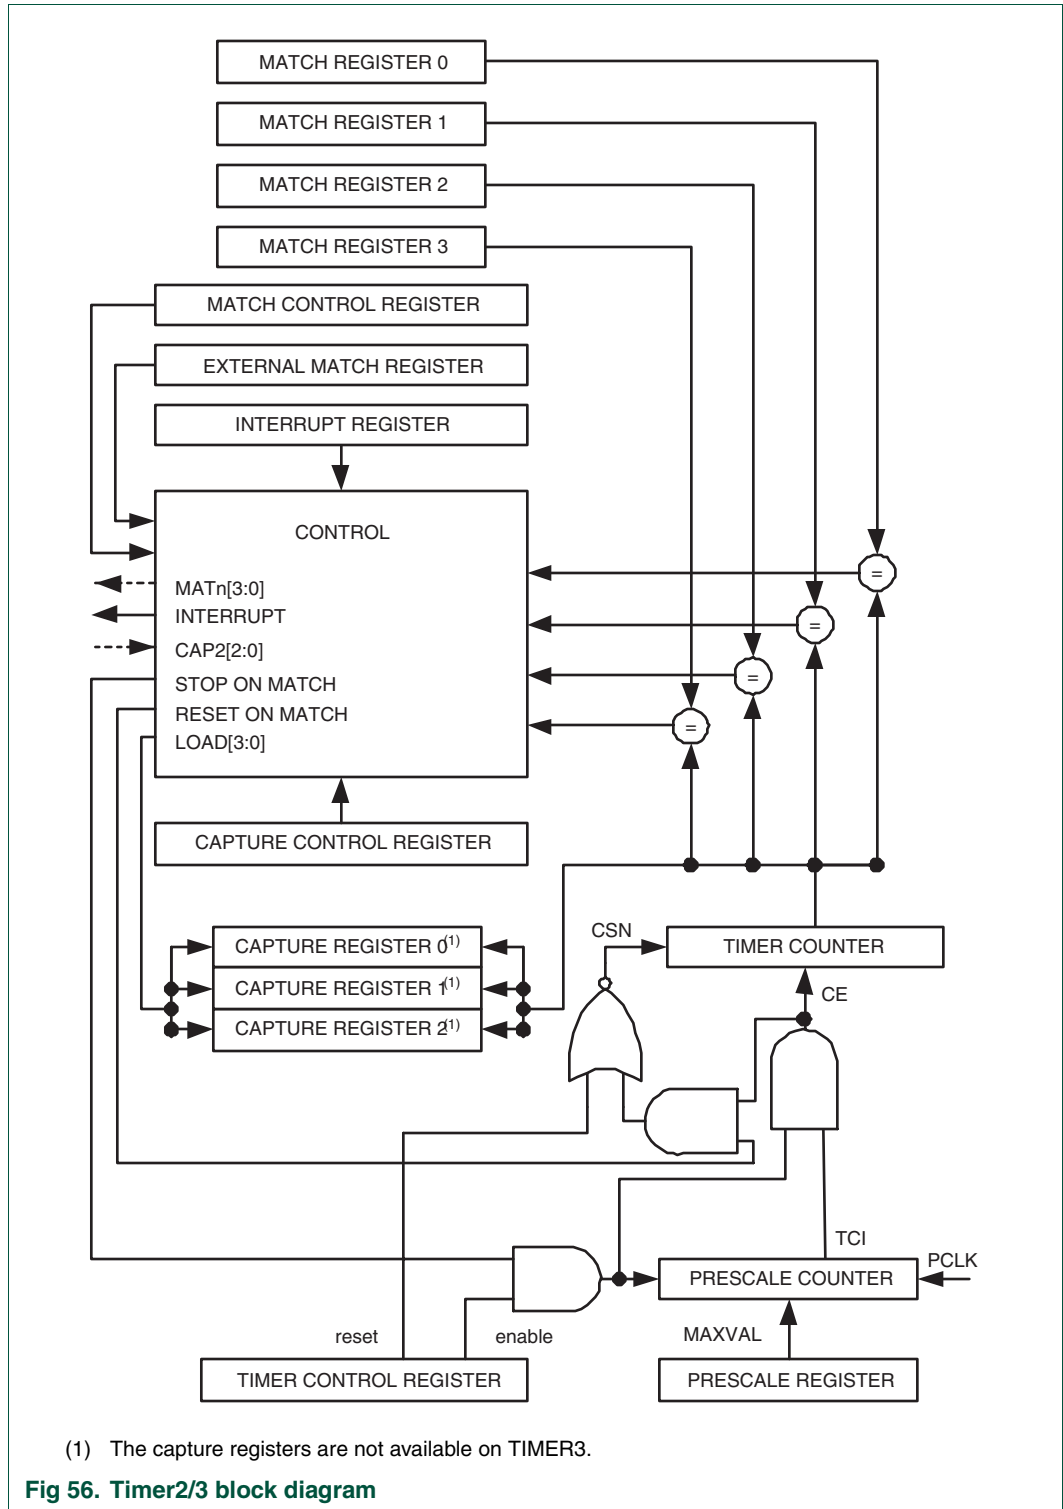 MATCH REGISTER 0
MATCH REGISTER 1
MATCH REGISTER 2
MATCH REGISTER 3
MATCH CONTROL REGISTER
EXTERNAL MATCH REGISTER
INTERRUPT REGISTER
CONTROL
=
MATn[3:0]
INTERRUPT
=
CAP2[2:0]
STOP ON MATCH
=
RESET ON MATCH
=
LOAD[3:0]
CAPTURE CONTROL REGISTER
CSN
CAPTURE REGISTER 0(1)
TIMER COUNTER
CAPTURE REGISTER 1(1)
CE
CAPTURE REGISTER 2(1)
TCI
PCLK
PRESCALE COUNTER
reset
enable
MAXVAL
TIMER CONTROL REGISTER
PRESCALE REGISTER
(1) The capture registers are not available on TIMER3.
Fig 56. Timer2/3 block diagram